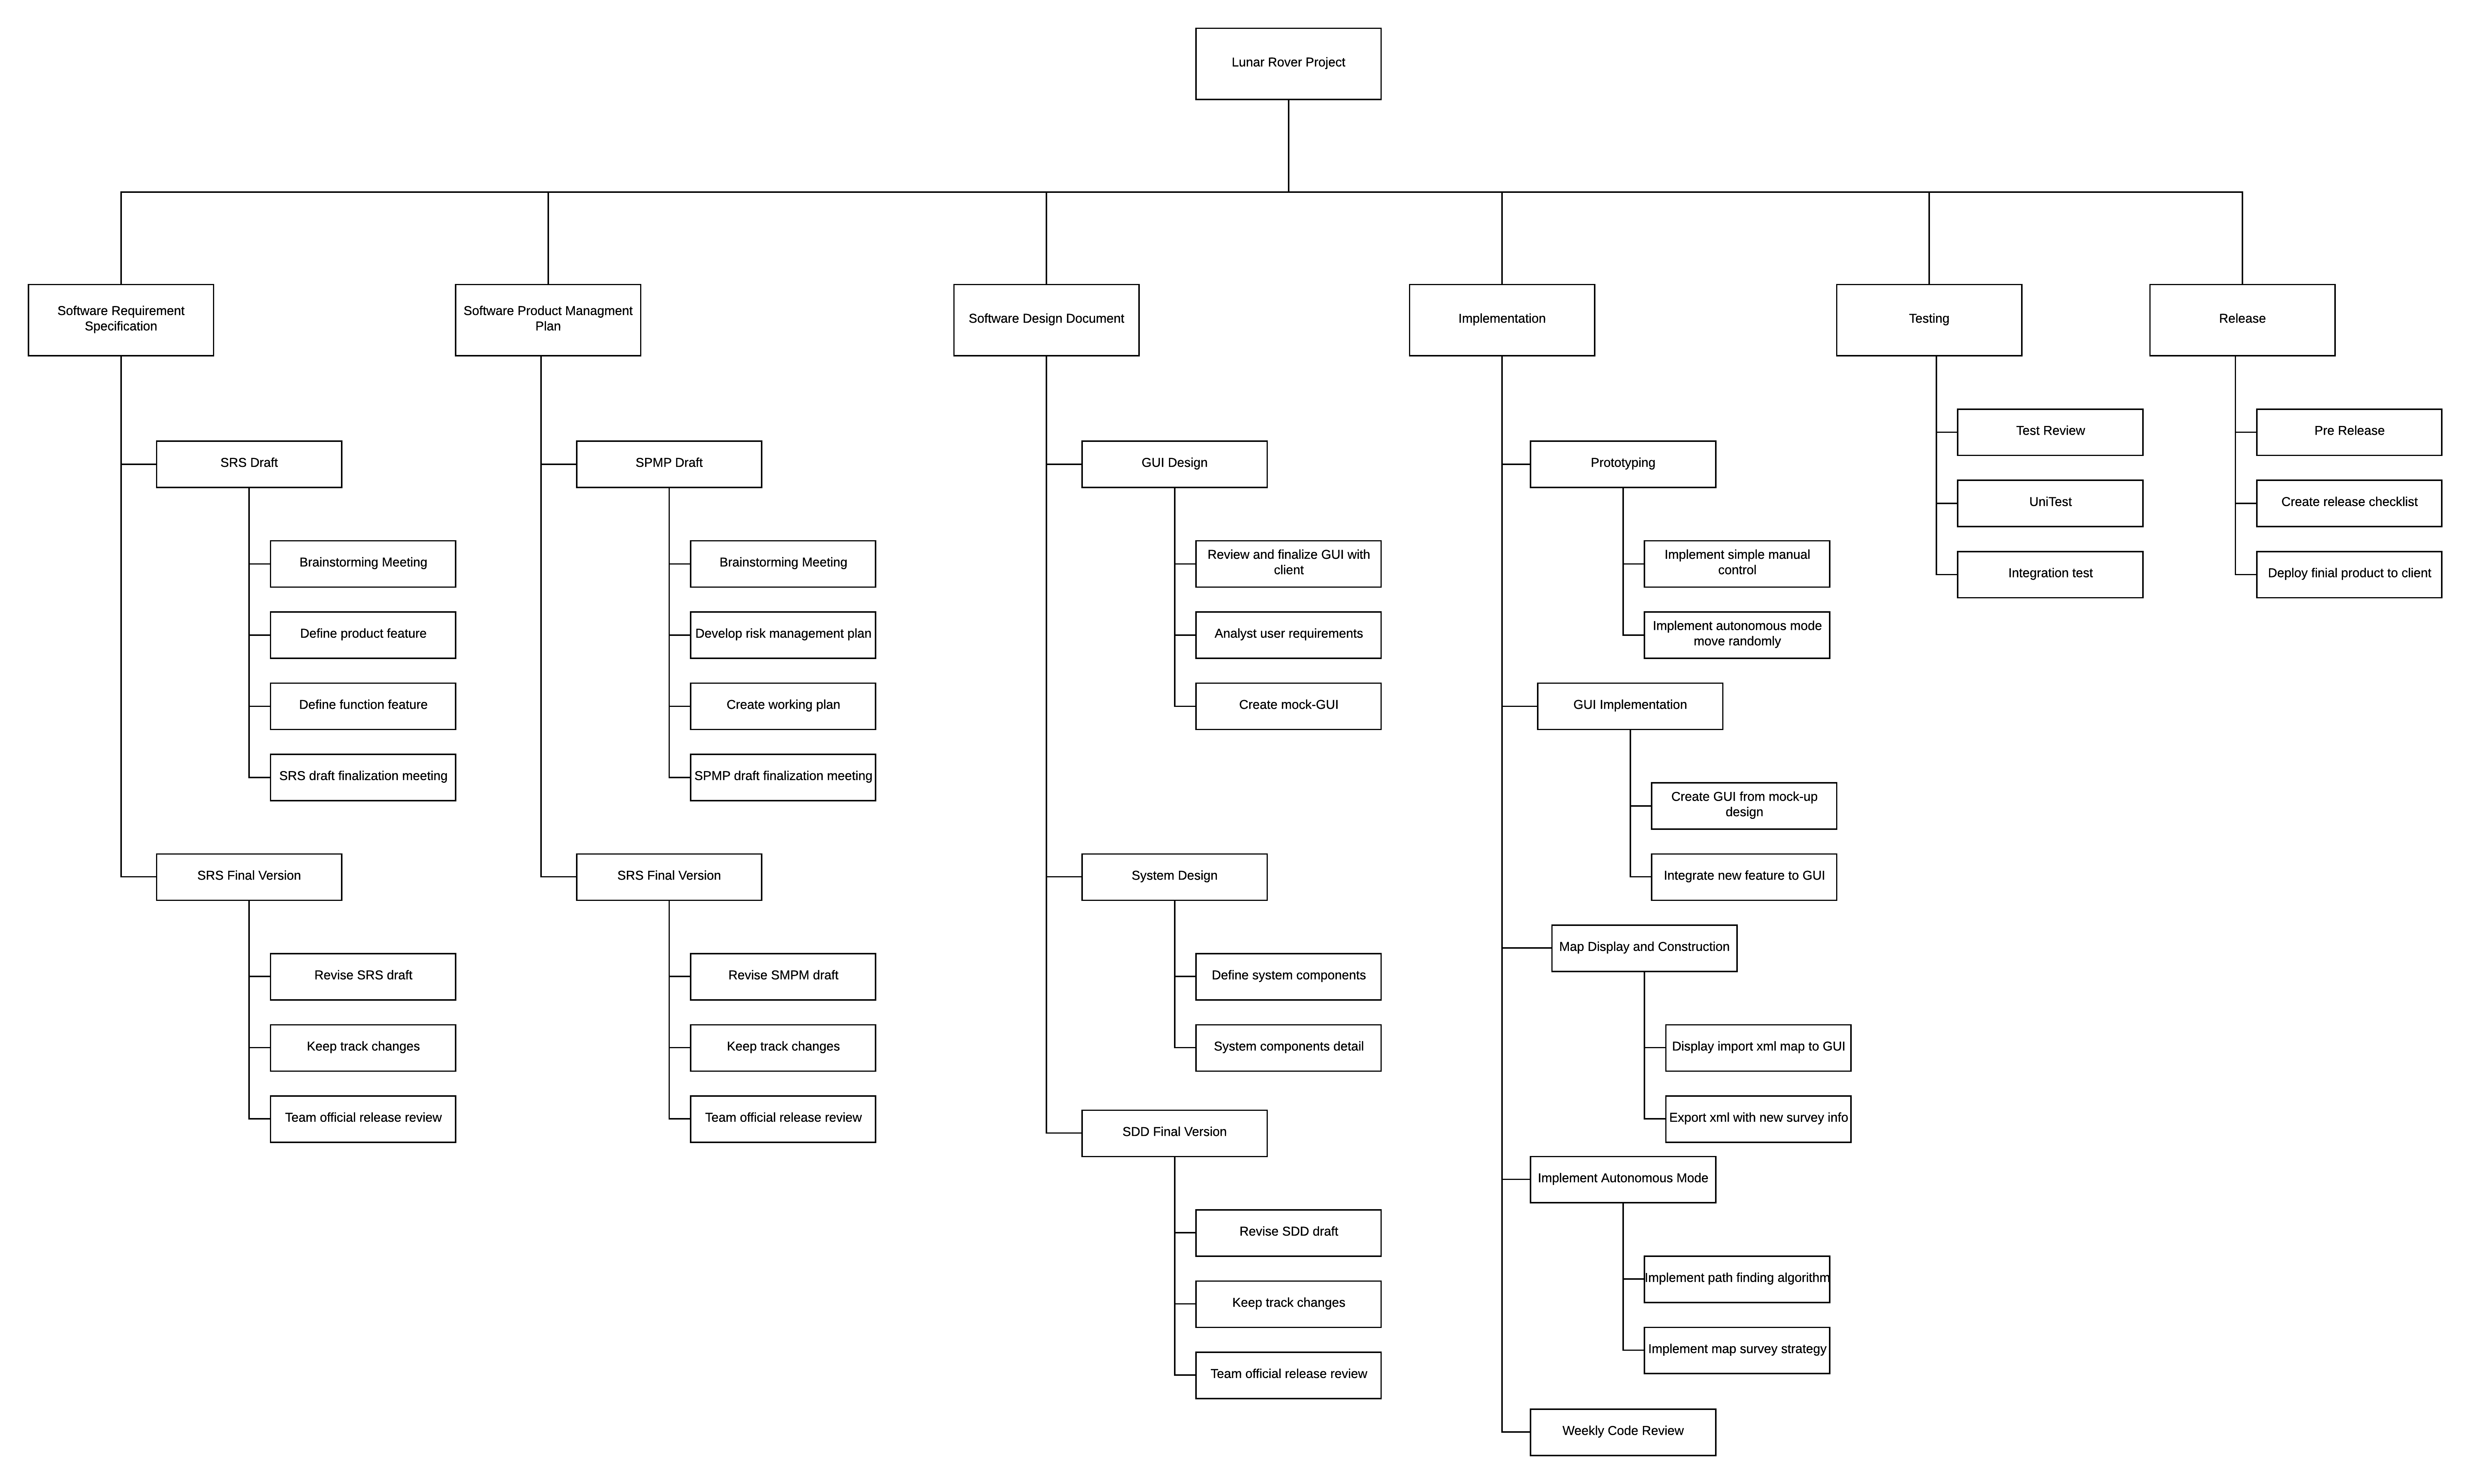 Lunar Rover Project
Software Requirement
Specification
SRS Draft
Brainstorming Meeting
Define product feature
Define function feature
SRS draft finalization meeting
SRS Final Version
Revise SRS draft
Keep track changes
Team official release review
Software Product Managment
Plan
SPMP Draft
Brainstorming Meeting
Develop risk management plan
Create working plan
SPMP draft finalization meeting
SRS Final Version
Revise SMPM draft
Keep track changes
Team official release review
Software Design Document
GUI Design
Review and finalize GUI with
client
Analyst user requirements
Create mock-GUI
System Design
Define system components
System components detail
SDD Final Version
Revise SDD draft
Keep track changes
Team official release review
Implementation
Prototyping
Implement simple manual
control
Implement autonomous mode
move randomly
GUI Implementation
Create GUI from mock-up
design
Integrate new feature to GUI
Map Display and Construction
Display import xml map to GUI
Export xml with new survey info
Implement Autonomous Mode
Implement path finding algorithm
Implement map survey strategy
Weekly Code Review
Testing
Test Review
UniTest
Integration test
Release
Pre Release
Create release checklist
Deploy finial product to client